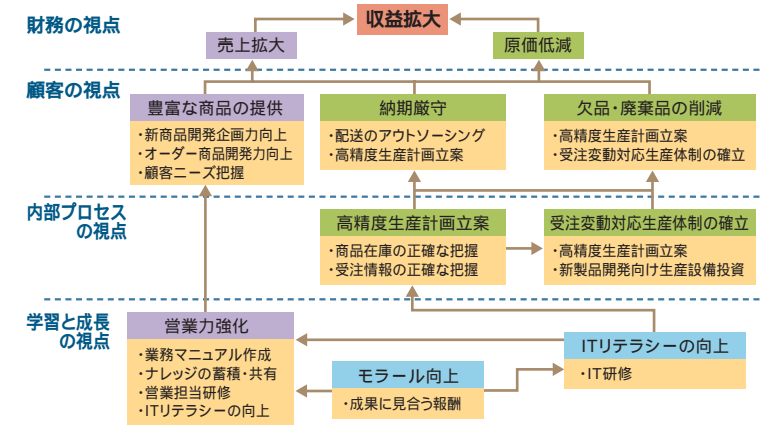 財務の視点
収益拡大
売上拡大
原価低減
顧客の視点
豊富な商品の提供
・新商品開発企画力向上
・オーダー商品開発力向上
・顧客ニーズ把握
納期厳守
・配送のアウトソーシング
・高精度生産計画立案
欠品・廃棄品の削減
・高精度生産計画立案
・受注変動対応生産体制の確立
内部プロセス
の視点
高精度生産計画立案
・商品在庫の正確な把握
・受注情報の正確な把握
受注変動対応生産体制の確立
・高精度生産計画立案
・新製品開発向け生産設備投資
学習と成長
の視点
営業力強化
・業務マニュアル作成
・ナレッジの蓄積・共有
・営業担当研修
・ITリテラシーの向上
モラール向上
・成果に見合う報酬
ITリテラシーの向上
・IT研修